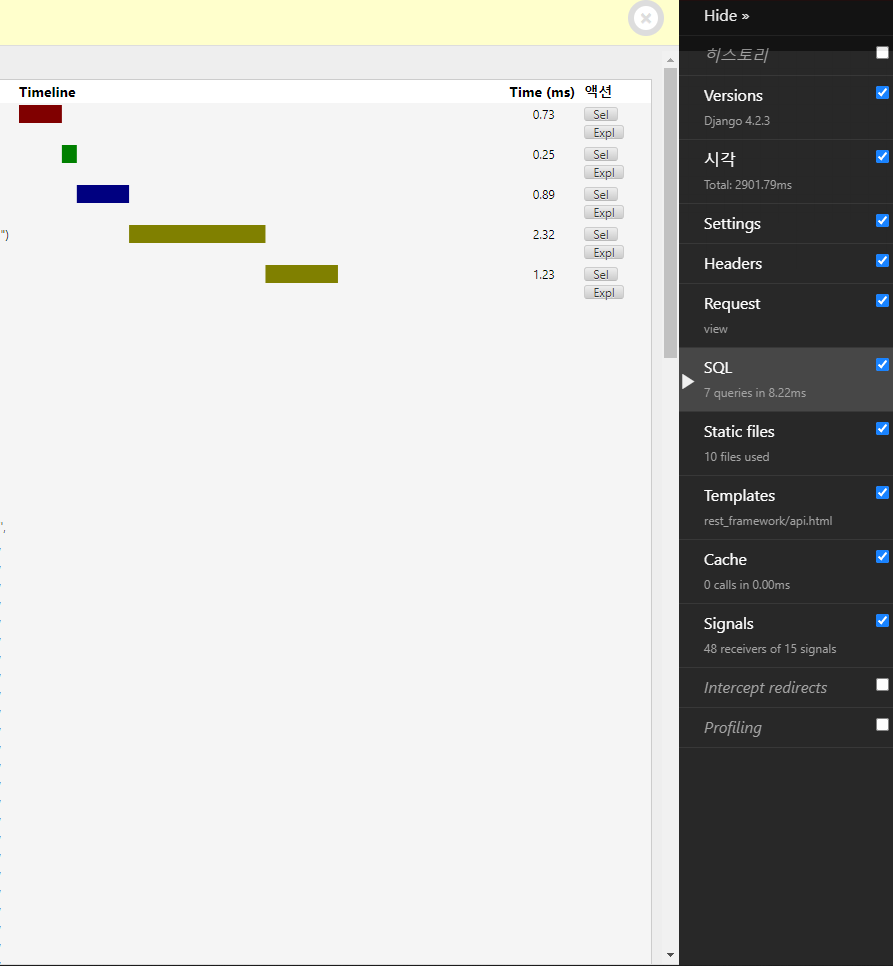 Hide »
히스토리
Versions
Django 4.2.3
시각
Total: 2901.79ms
Settings
Headers
Request
view
SQL
7 queries in 8.22ms
Static files
10 files used
Templates
rest_framework/api.html
Cache
0 calls in 0.00ms
Signals
48 receivers of 15 signals
Intercept redirects
Profiling
Timeline Time (ms) 액션
0.73 Sel
Expl
0.25 Sel
Expl
0.89 Sel
Expl
") 2.32 Sel
Expl
1.23 Sel
Expl
",